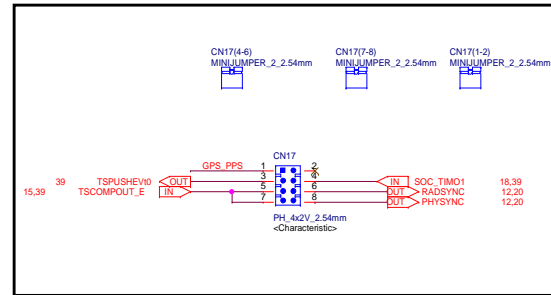 CN17(4-6)
MINIJUMPER_2_2.54mm
CN17(7-8)
MINIJUMPER_2_2.54mm
CN17(1-2)
MINIJUMPER_2_2.54mm
CN17
GPS_PPS 1 2
39 TSPUSHEVt0 OUT 3 4 IN SOC_TIMO1 18,39
15,39 TSCOMPOUT_E IN 5 6 OUT RADSYNC 12,20
7 8 OUT PHYSYNC 12,20
PH_4x2V_2.54mm
<Characteristic>